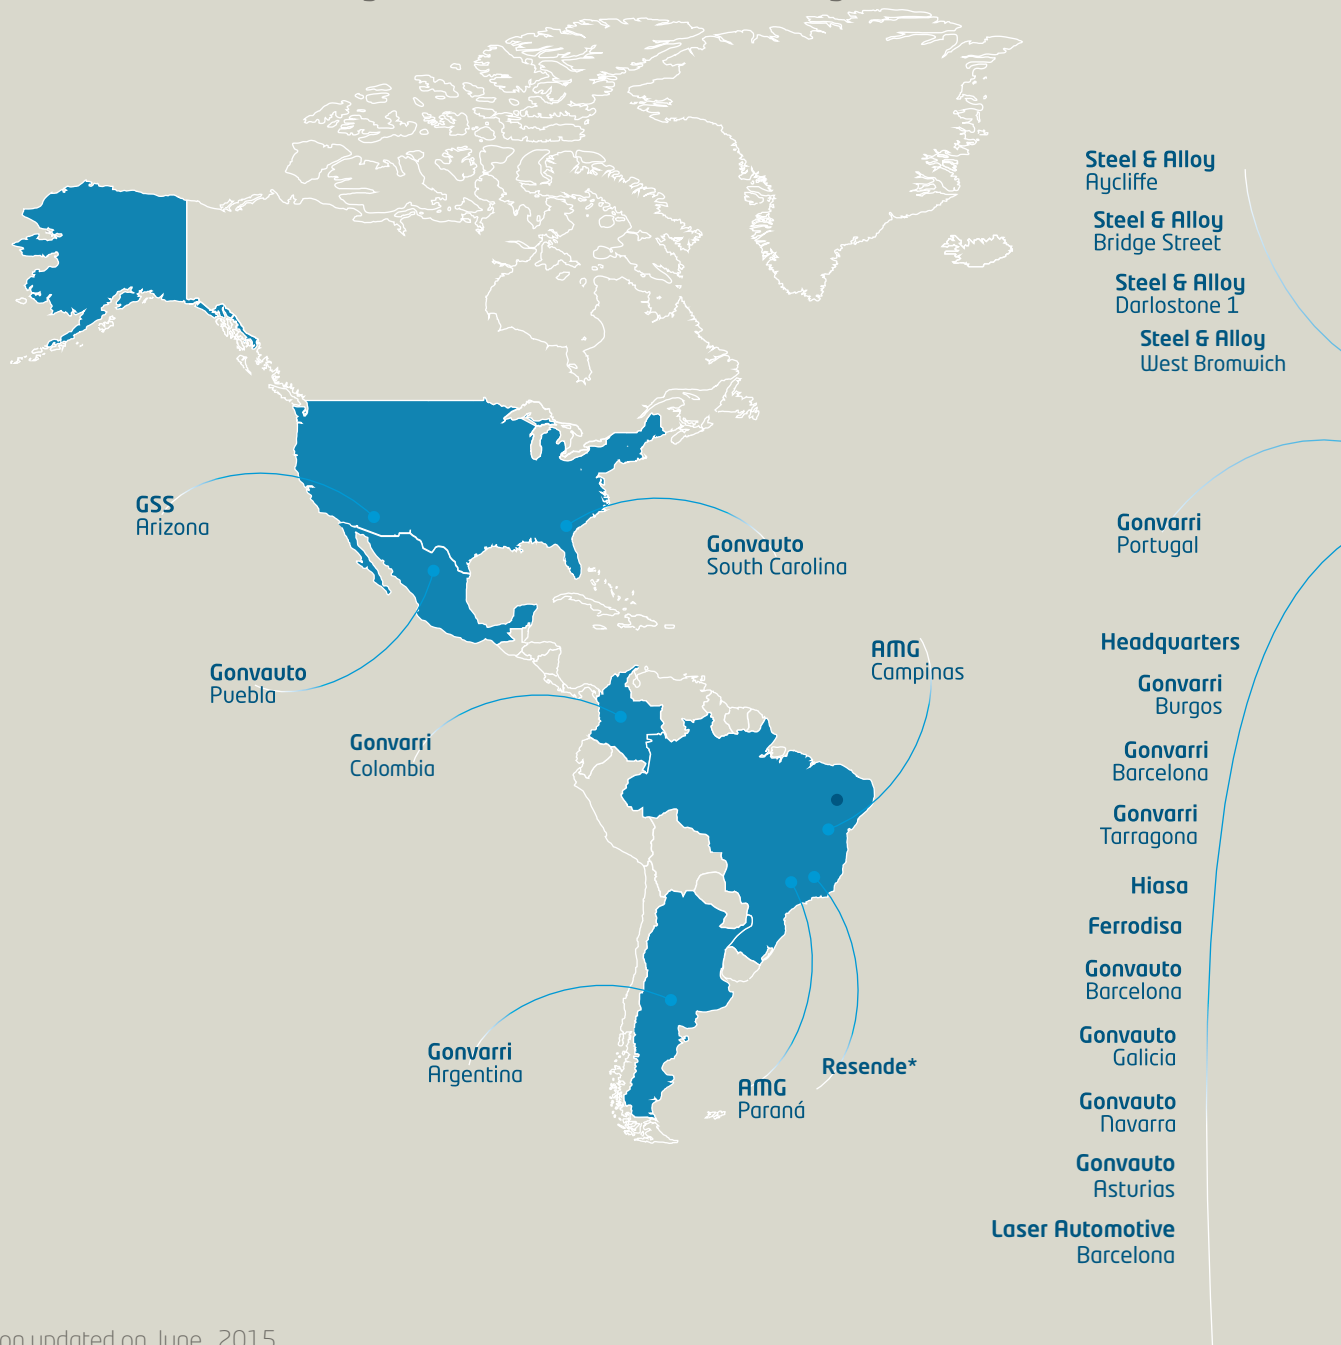 Steel & Alloy
Aycliffe
Steel & Alloy
Bridge Street
Steel & Alloy
Darlostone 1
Steel & Alloy
West Bromwich
GSS
Arizona
Gonvauto
South Carolina
Gonvarri
Portugal
Gonvauto
Puebla
AMG
Campinas
Gonvarri
Colombia
Headquarters
Gonvarri
Burgos
Gonvarri
Barcelona
Gonvarri
Tarragona
Hiasa
Ferrodisa
Gonvauto
Barcelona
Gonvauto
Galicia
Gonvauto
Navarra
Gonvauto
Asturias
Laser Automotive
Barcelona
Gonvarri
Argentina
AMG
Paraná
Resende*
on updated on June, 2015